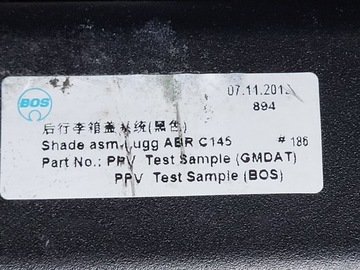 BOS
07.11.201
894
后行李箱盖系统(黑色)
Shade asm-Lugg ABR C145 # 186
Part No.: PPV Test Sample (GMDAT)
PPV Test Sample (BOS)